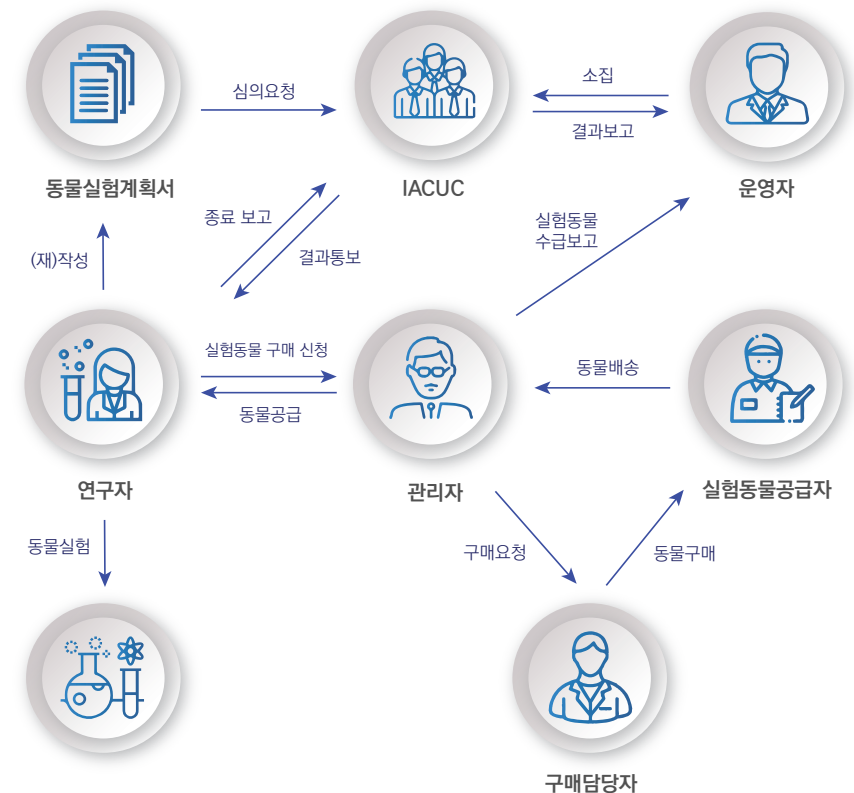 심의요청
소집
결과보고
동물실험계획서
IACUC
운영자
(재)작성
종료 보고
결과통보
실험동물
수급보고
실험동물 구매 신청
동물공급
동물배송
연구자
관리자
실험동물공급자
동물실험
구매요청
동물구매
구매담당자